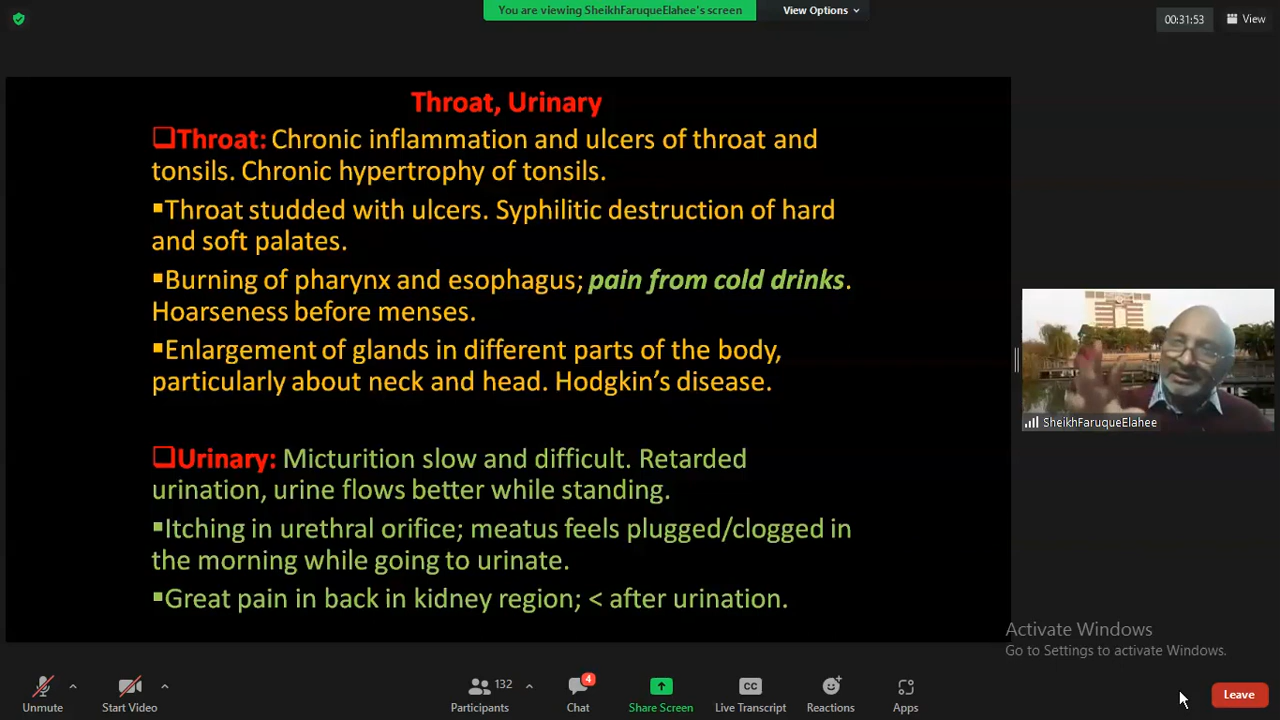 You are viewing SheikhFaruqueElahee's screen
View Options
00:31:53
View
Throat, Urinary
❑Throat: Chronic inflammation and ulcers of throat and
tonsils. Chronic hypertrophy of tonsils.
▪Throat studded with ulcers. Syphilitic destruction of hard
and soft palates.
▪Burning of pharynx and esophagus; pain from cold drinks.
Hoarseness before menses.
▪Enlargement of glands in different parts of the body,
particularly about neck and head. Hodgkin's disease.
SheikhFaruqueElahee
❑Urinary: Micturition slow and difficult. Retarded
urination, urine flows better while standing.
▪Itching in urethral orifice; meatus feels plugged/clogged in
the morning while going to urinate.
▪Great pain in back in kidney region; < after urination.
Activate Windows
Go to Settings to activate Windows.
Unmute
Start Video
132
Participants
4
Chat
Share Screen
CC
Live Transcript
Reactions
Apps
Leave